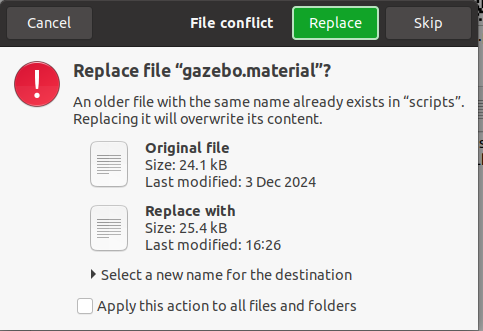 Cancel
File conflict
Replace
Skip
Replace file “gazebo.material”?
An older file with the same name already exists in “scripts”.
Replacing it will overwrite its content.
Original file
Size: 24.1 kB
Last modified: 3 Dec 2024
Replace with
Size: 25.4 kB
Last modified: 16:26
Select a new name for the destination
Apply this action to all files and folders